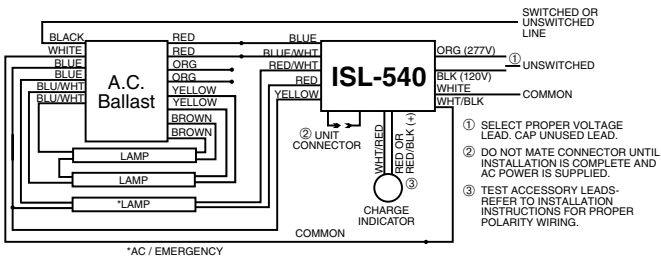 SWITCHED OR
UNSWITCHED
LINE
BLACK
WHITE
BLUE
BLUE
BLU/WHT
BLU/WHT
A.C.
Ballast
RED
RED
ORG
ORG
YELLOW
YELLOW
BROWN
BROWN
BLUE
BLUE/WHT
RED/WHT
RED
YELLOW
ISL-540
ORG (277V)
① UNSWITCHED
BLK (120V)
WHITE
COMMON
WHT/BLK
② UNIT
CONNECTOR
WHT/RED
RED OR
RED/BLK (+)
③
CHARGE
INDICATOR
LAMP
LAMP
*LAMP
COMMON
*AC / EMERGENCY
① SELECT PROPER VOLTAGE
LEAD. CAP UNUSED LEAD.
② DO NOT MATE CONNECTOR UNTIL
INSTALLATION IS COMPLETE AND
AC POWER IS SUPPLIED.
③ TEST ACCESSORY LEADS-
REFER TO INSTALLATION
INSTRUCTIONS FOR PROPER
POLARITY WIRING.